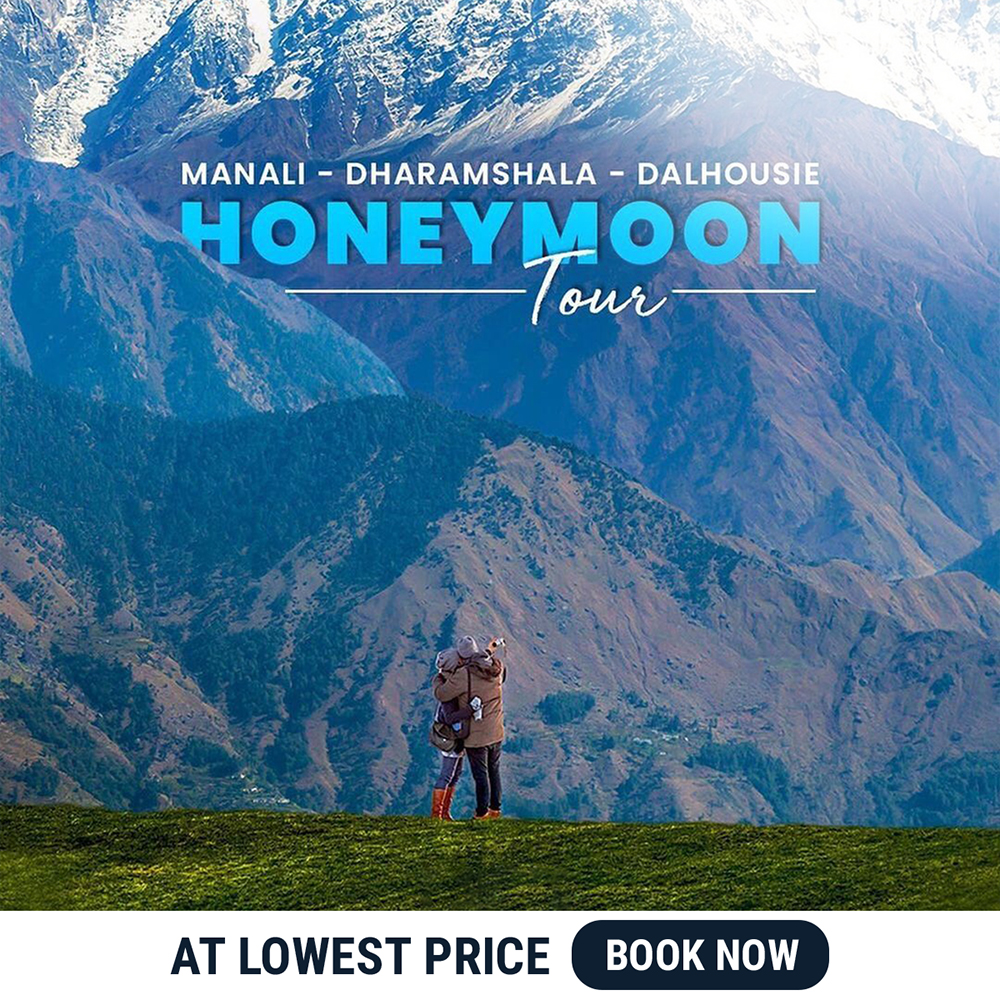 MANALI - DHARAMSHALA - DALHOUSIE
HONEYMOON
Tour
AT LOWEST PRICE BOOK NOW